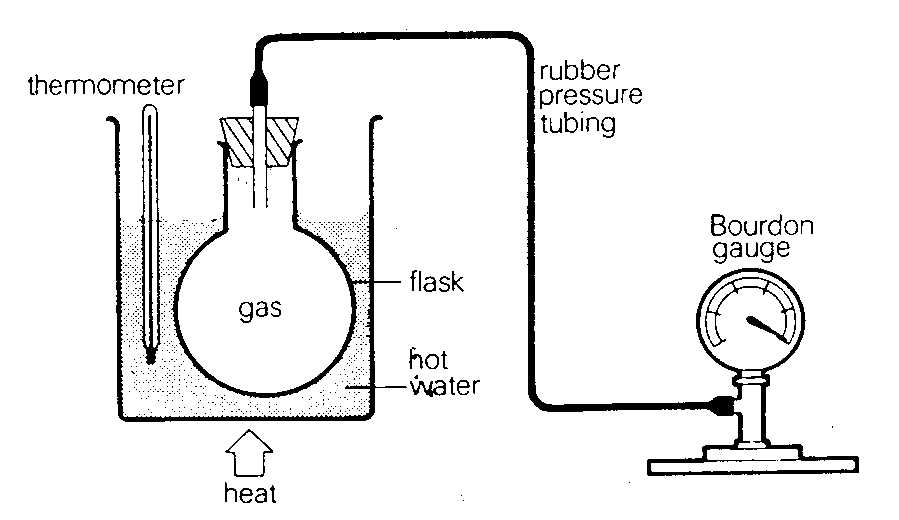 thermometer
rubber
pressure
tubing
Bourdon
gauge
flask
gas
hot
water
heat